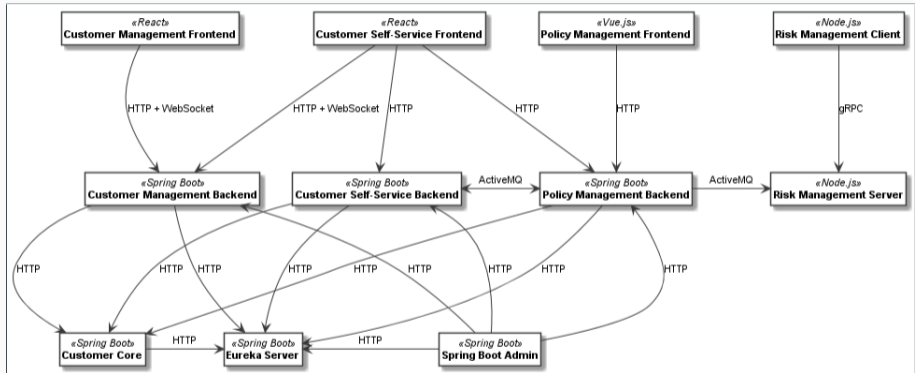 «React»
Customer Management Frontend
«React»
Customer Self-Service Frontend
«Vue.js»
Policy Management Frontend
«Node.js»
Risk Management Client
HTTP + WebSocket
HTTP + WebSocket
HTTP
HTTP
HTTP
gRPC
«Spring Boot»
Customer Management Backend
«Spring Boot»
Customer Self-Service Backend
ActiveMQ
«Spring Boot»
Policy Management Backend
ActiveMQ
«Node.js»
Risk Management Server
HTTP
HTTP
HTTP
HTTP
HTTP
HTTP
HTTP
HTTP
HTTP
«Spring Boot»
Customer Core
HTTP
«Spring Boot»
Eureka Server
HTTP
«Spring Boot»
Spring Boot Admin